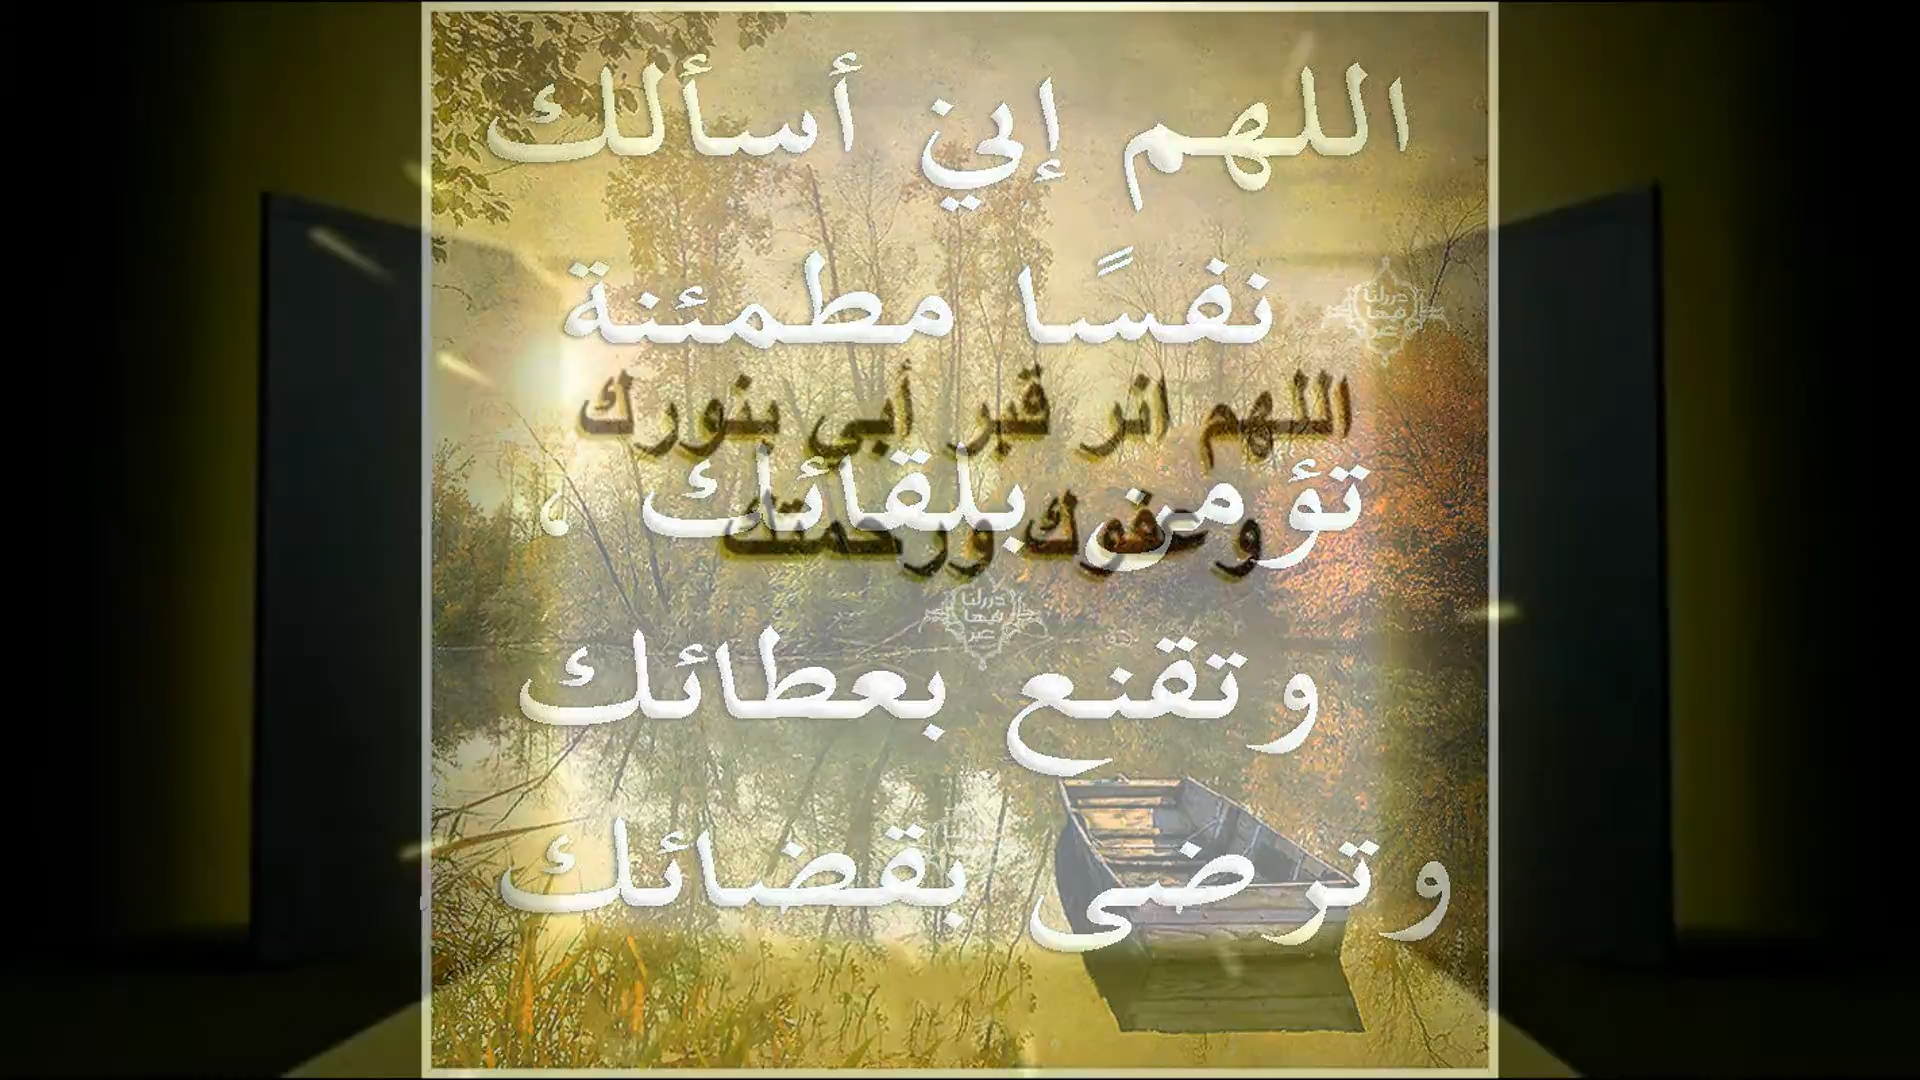 اللهم إني أسألك
نفسًا مطمئنة
اللهم انر قبر أبي بنورك
تؤمن بلقائك ،
وعفوك ورحمتك
وتقنع بعطائك
وترضى بقضائك